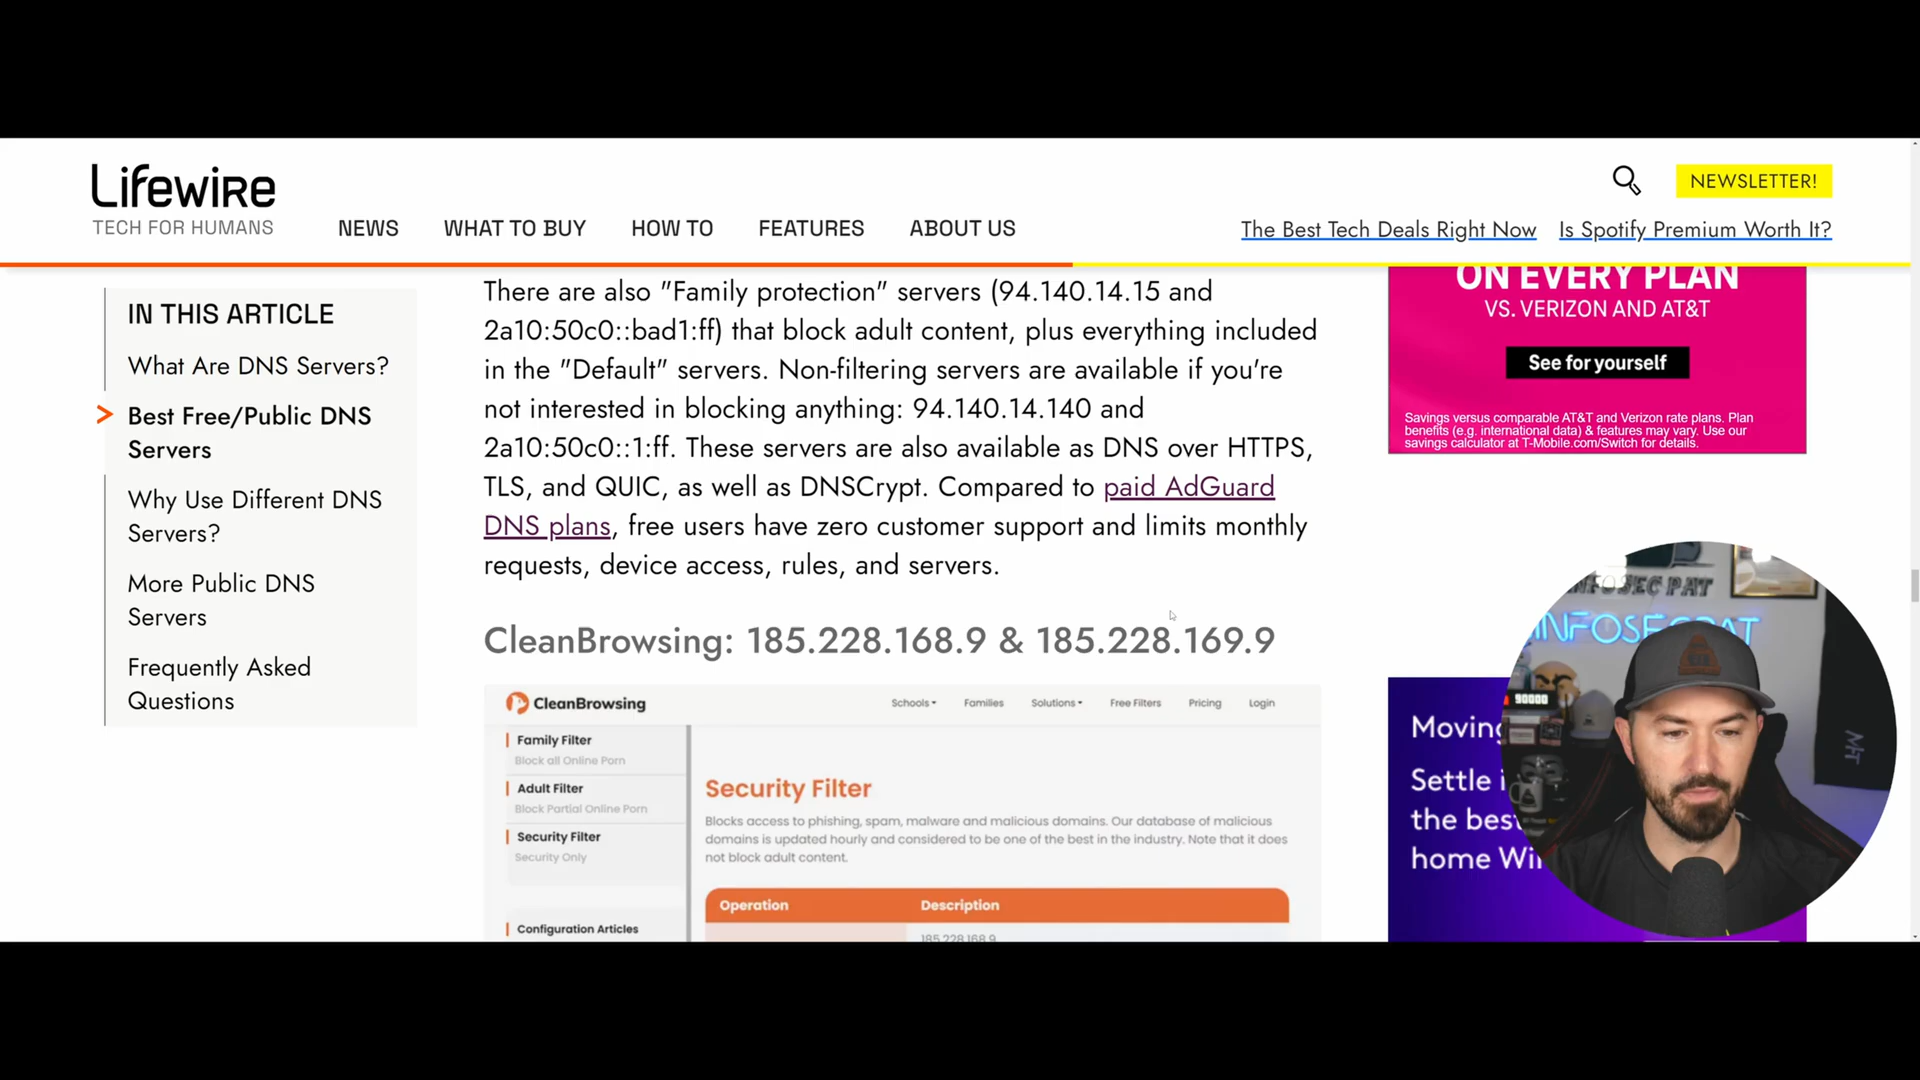 Lifewire
TECH FOR HUMANS
NEWS
WHAT TO BUY
HOW TO
FEATURES
ABOUT US
NEWSLETTER!
The Best Tech Deals Right Now
Is Spotify Premium Worth It?
IN THIS ARTICLE
What Are DNS Servers?
> Best Free/Public DNS
Servers
Why Use Different DNS
Servers?
More Public DNS
Servers
Frequently Asked
Questions
There are also "Family protection" servers (94.140.14.15 and
2a10:50c0::bad1:ff) that block adult content, plus everything included
in the "Default" servers. Non-filtering servers are available if you're
not interested in blocking anything: 94.140.14.140 and
2a10:50c0::1:ff. These servers are also available as DNS over HTTPS,
TLS, and QUIC, as well as DNSCrypt. Compared to paid AdGuard
DNS plans, free users have zero customer support and limits monthly
requests, device access, rules, and servers.
CleanBrowsing: 185.228.168.9 & 185.228.169.9
CleanBrowsing
Schools
Families
Solutions
Free Filters
Pricing
Login
Family Filter
Block all Online Porn
Adult Filter
Block Partial Online Porn
Security Filter
Security Only
Configuration Articles
Security Filter
Blocks access to phishing, spam, malware and malicious domains. Our database of malicious
domains is updated hourly and considered to be one of the best in the industry. Note that it does
not block adult content.
Operation
Description
185.228.168.9
ON EVERY PLAN
VS. VERIZON AND AT&T
See for yourself
Savings versus comparable AT&T and Verizon rate plans. Plan
benefits (e.g. international data) & features may vary. Use our
savings calculator at T-Mobile.com/Switch for details.
Moving
Settle i
the bes
home Wi
NFOSEC PAT
INFOSECPAT
90000